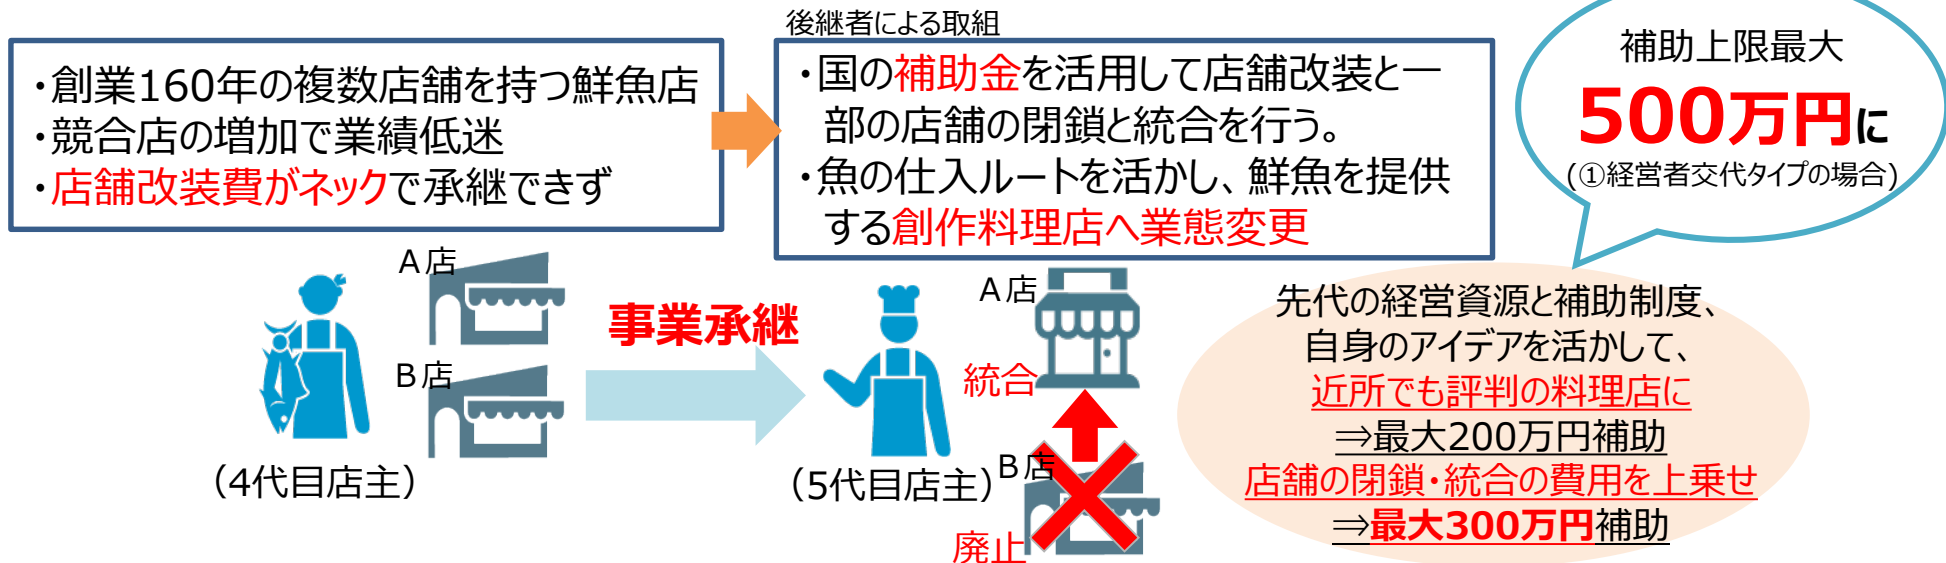 ・創業160年の複数店舗を持つ鮮魚店
・競合店の増加で業績低迷
・店舗改装費がネックで承継できず
後継者による取組
・国の補助金を活用して店舗改装と一
部の店舗の閉鎖と統合を行う。
・魚の仕入ルートを活かし、鮮魚を提供
する創作料理店へ業態変更
補助上限最大
500万円に
(①経営者交代タイプの場合)
A店
B店
(4代目店主)
事業承継
A店
統合
(5代目店主)
B店
廃止
先代の経営資源と補助制度、
自身のアイデアを活かして、
近所でも評判の料理店に
⇒最大200万円補助
店舗の閉鎖・統合の費用を上乗せ
⇒最大300万円補助